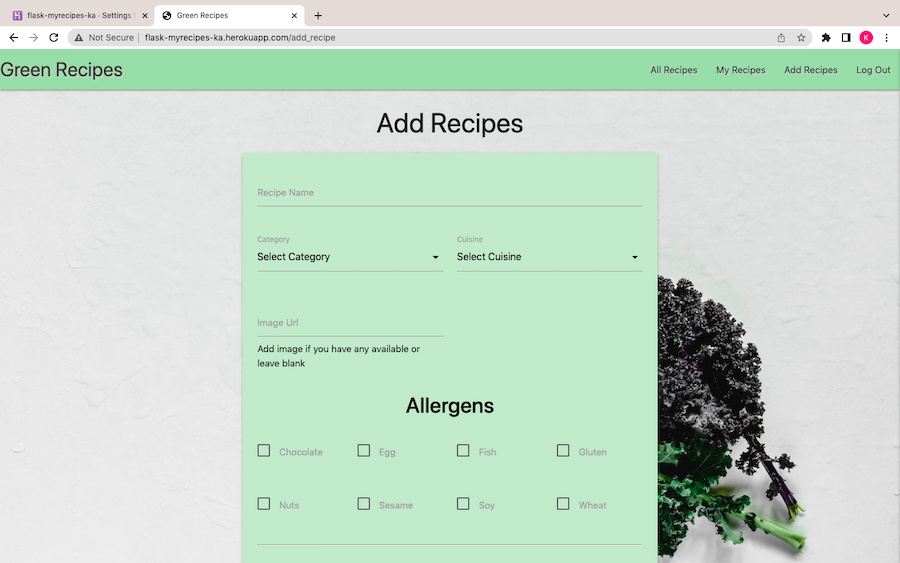 flask-myrecipes-ka · Settings
Green Recipes
Not Secure
flask-myrecipes-ka.herokuapp.com/add_recipe
K
Green Recipes
All Recipes
My Recipes
Add Recipes
Log Out
Add Recipes
Recipe Name
Category
Cuisine
Select Category
Select Cuisine
Image Url
Add image if you have any available or
leave blank
Allergens
Chocolate
Egg
Fish
Gluten
Nuts
Sesame
Soy
Wheat